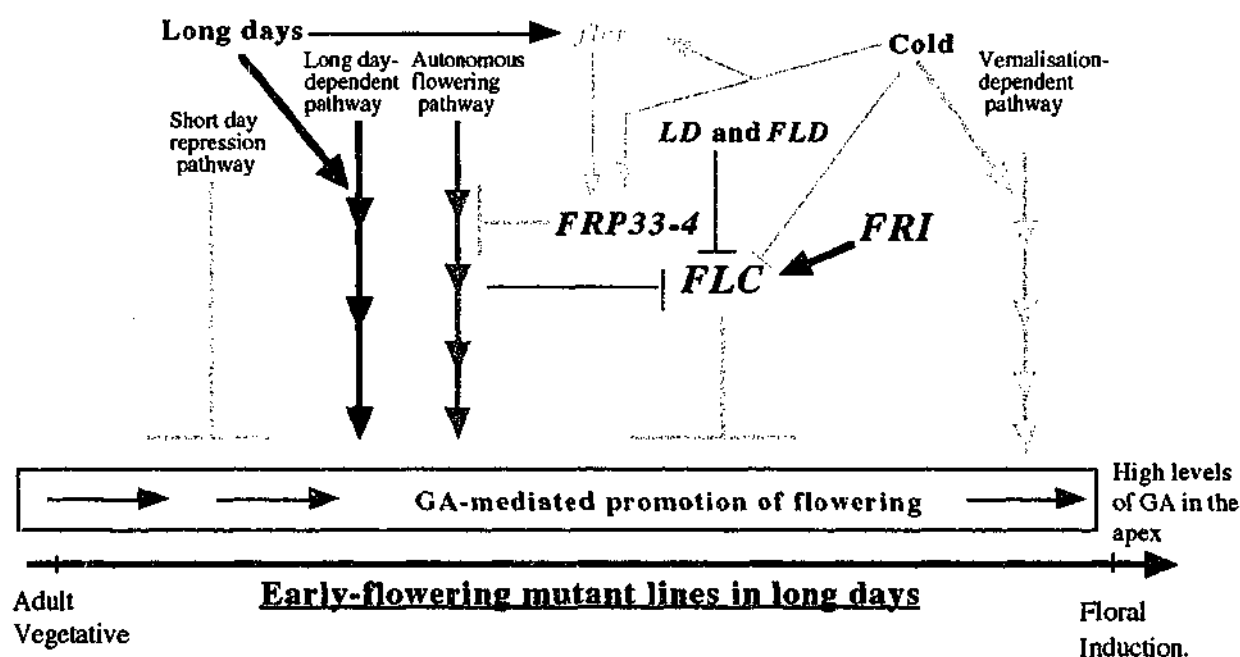 Long days
Cold
Long day-
dependent
pathway
Autonomous
flowering
pathway
Vernalisation-
dependent
pathway
Short day
repression
pathway
LD and FLD
FRP33-4
FRI
FLC
GA-mediated promotion of flowering
High levels
of GA in the
apex
Early-flowering mutant lines in long days
Adult
Vegetative
Floral
Induction.